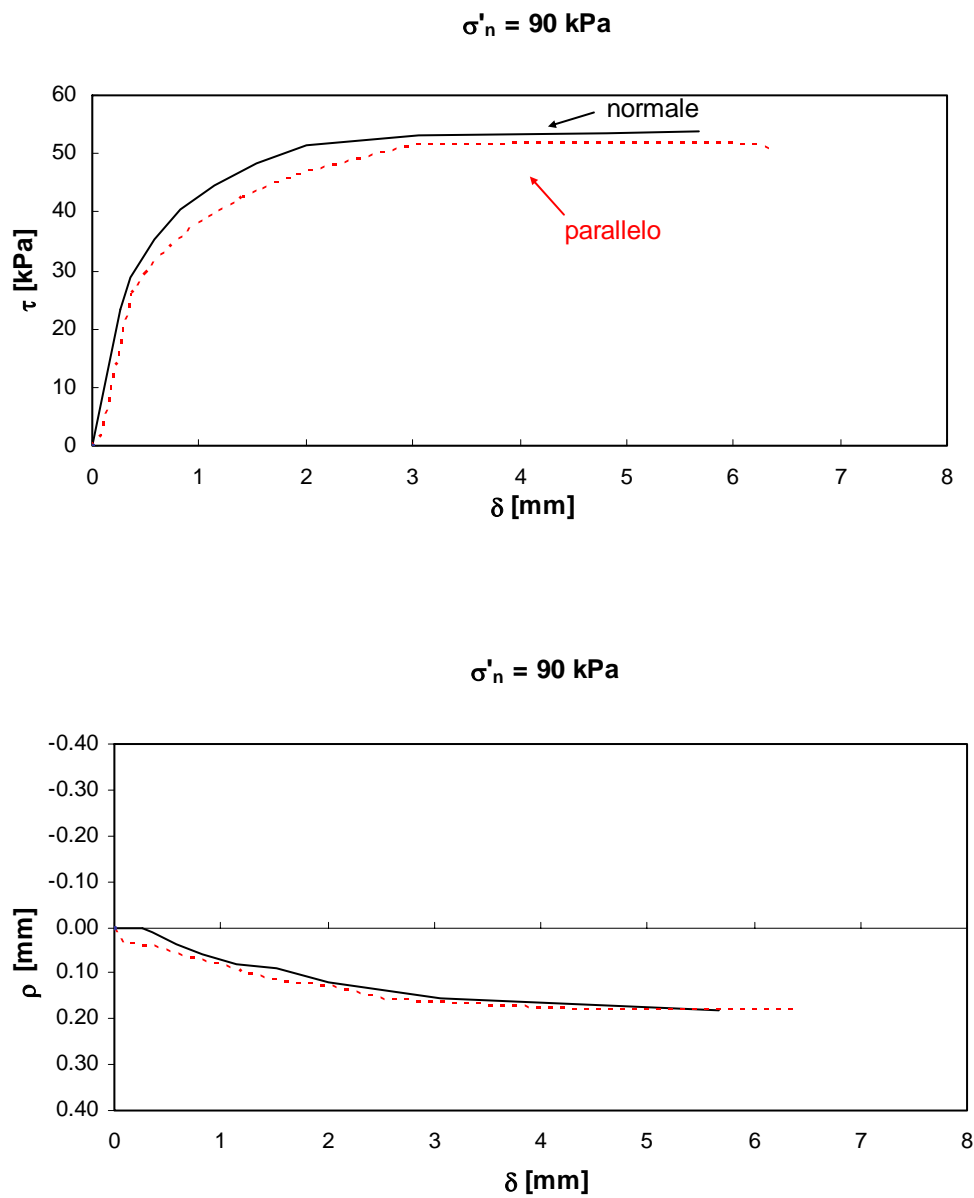 σ'n = 90 kPa
60
50
40
30
20
10
0
τ [kPa]
normale
parallelo
0 1 2 3 4 5 6 7 8
δ [mm]
σ'n = 90 kPa
-0.40
-0.30
-0.20
-0.10
0.00
0.10
0.20
0.30
0.40
ρ [mm]
0 1 2 3 4 5 6 7 8
δ [mm]